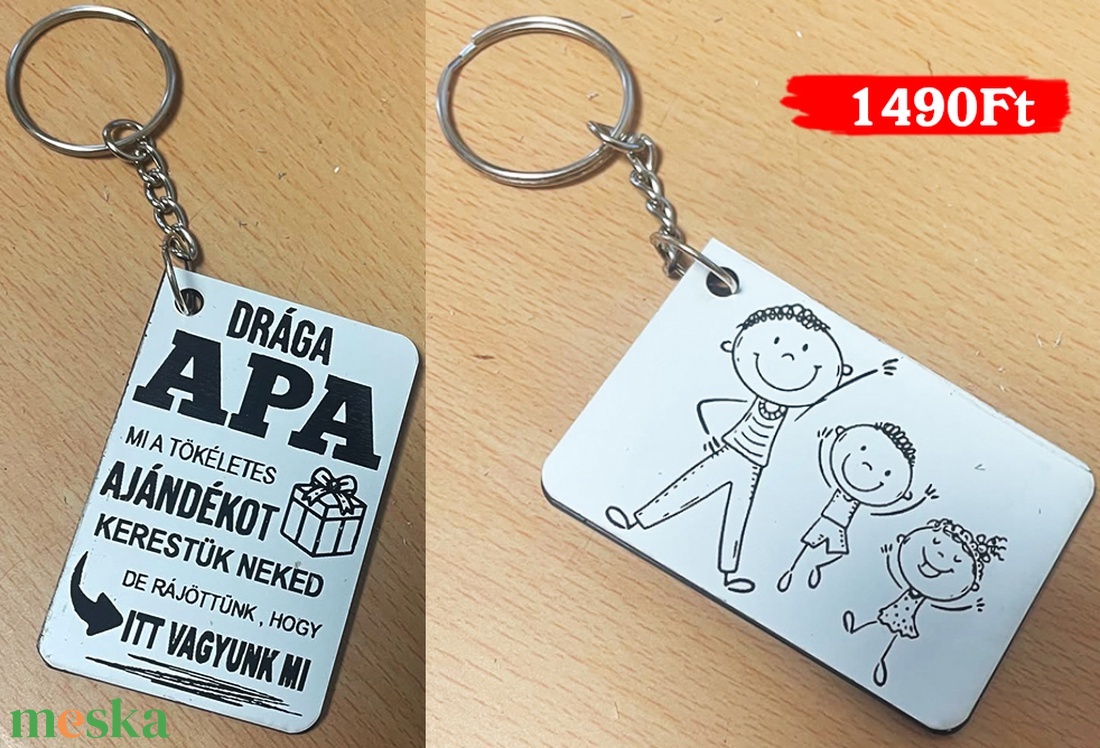 DRÁGA
APA
MI A TÖKÉLETES
AJÁNDÉKOT
KERESTÜK NEKED
DE RÁJÖTTÜNK, HOGY
ITT VAGYUNK MI
meska
1490Ft